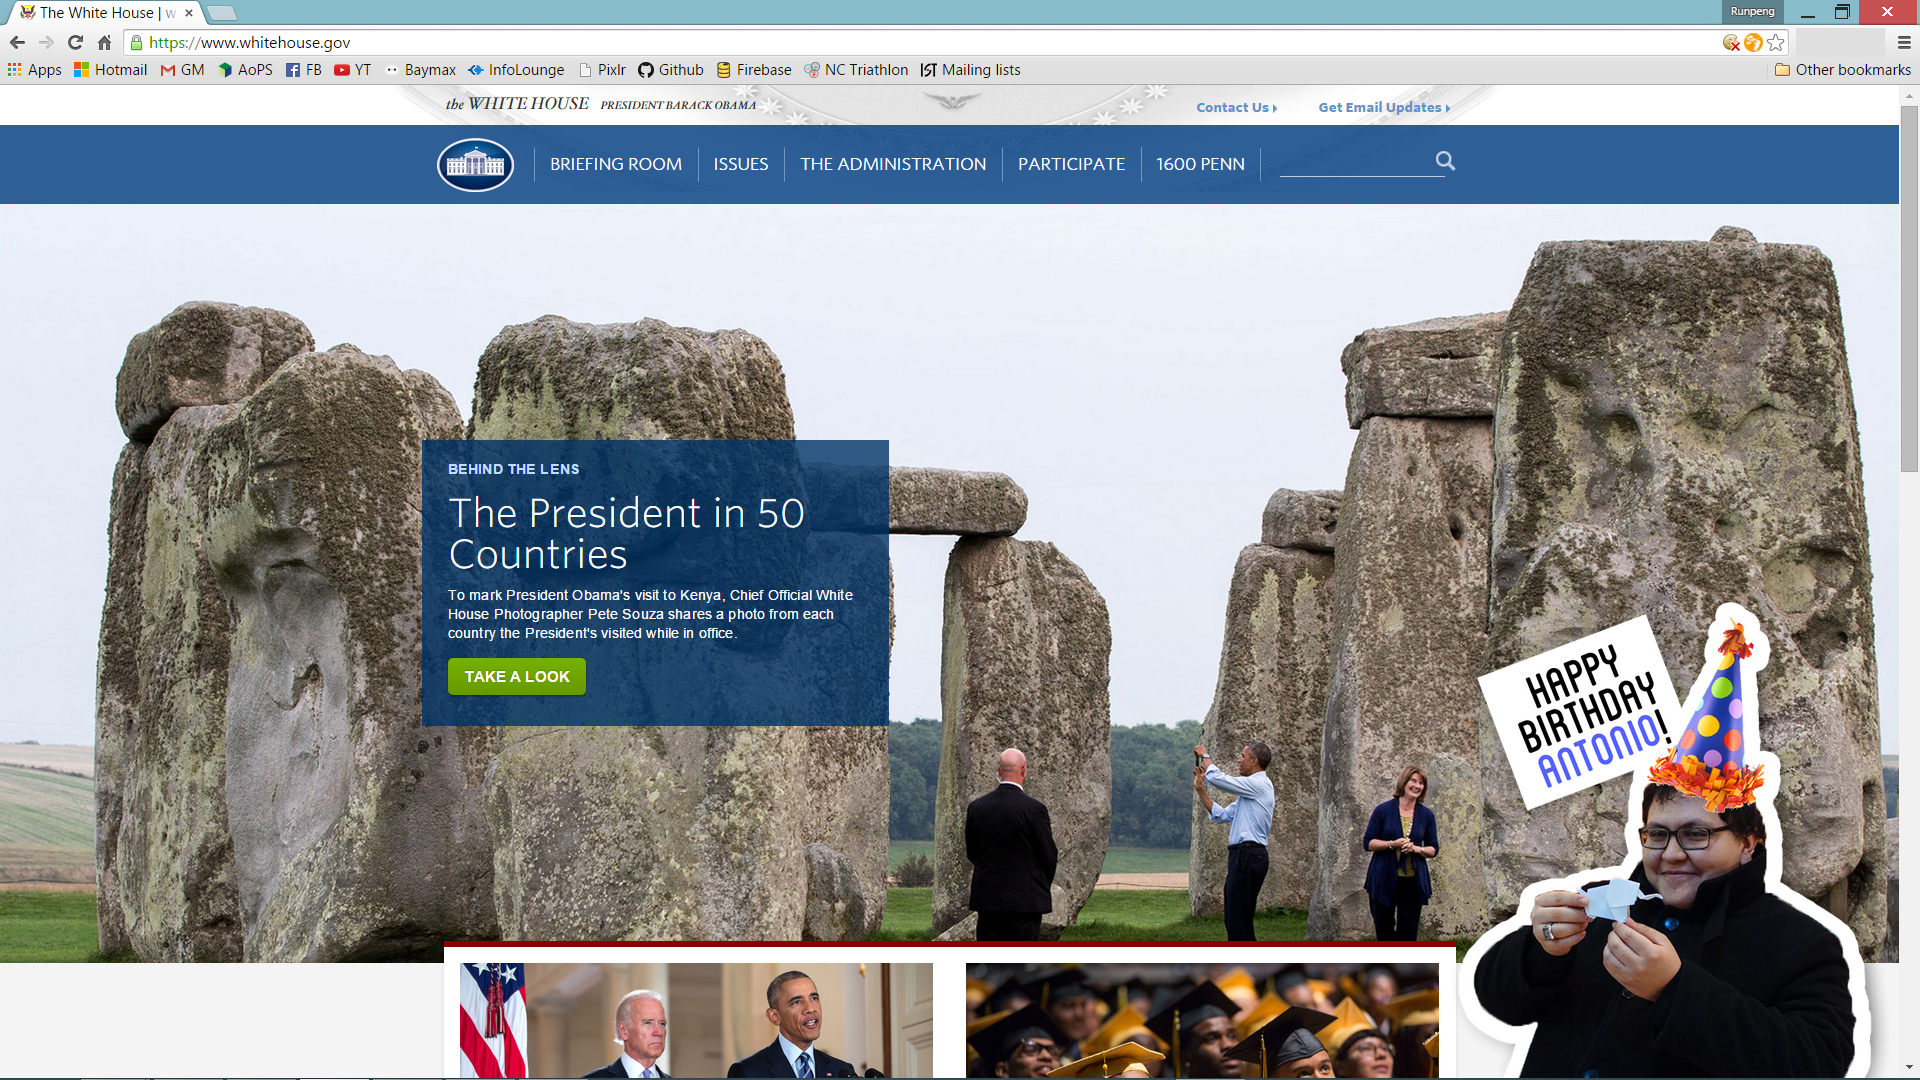 The White House | w
Runpeng
https://www.whitehouse.gov
Apps
Hotmail
GM
AoPS
FB
YT
Baymax
InfoLounge
Pixlr
Github
Firebase
NC Triathlon
IST Mailing lists
Other bookmarks
the WHITE HOUSE PRESIDENT BARACK OBAMA
Contact Us
Get Email Updates
BRIEFING ROOM
ISSUES
THE ADMINISTRATION
PARTICIPATE
1600 PENN
BEHIND THE LENS
The President in 50
Countries
To mark President Obama's visit to Kenya, Chief Official White
House Photographer Pete Souza shares a photo from each
country the President's visited while in office.
TAKE A LOOK
HAPPY
BIRTHDAY
ANTONIO!